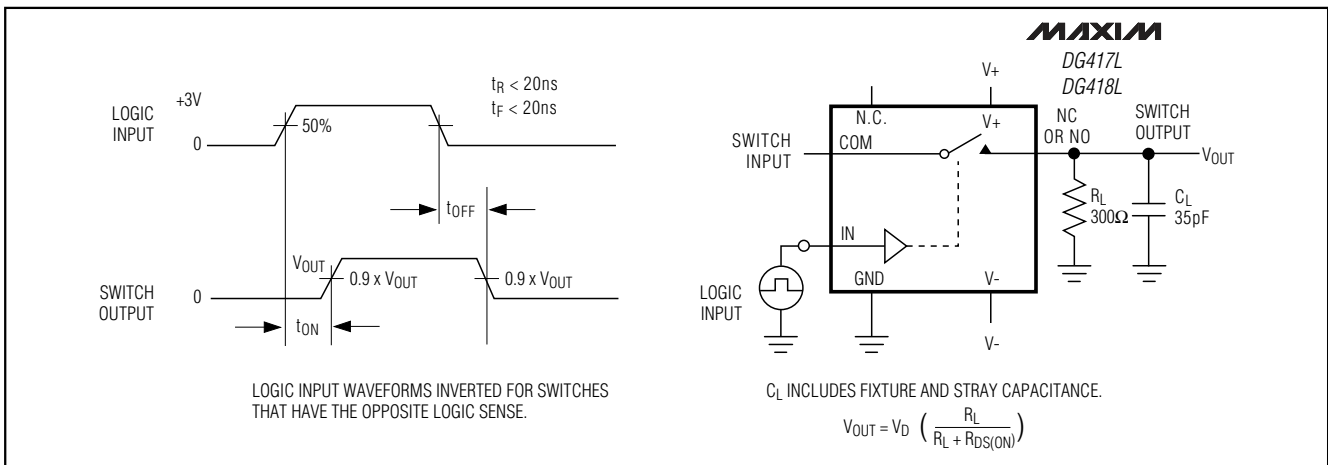 LOGIC
INPUT
+3V
0
50%
tR < 20ns
tF < 20ns
tOFF
SWITCH
OUTPUT
VOUT
0
0.9 x VOUT
0.9 x VOUT
tON
LOGIC INPUT WAVEFORMS INVERTED FOR SWITCHES
THAT HAVE THE OPPOSITE LOGIC SENSE.
MAXIM
DG417L
DG418L
V+
N.C.
V+
NC
OR NO
SWITCH
OUTPUT
SWITCH
INPUT
COM
VOUT
RL
300Ω
CL
35pF
IN
LOGIC
INPUT
GND
V-
V-
CL INCLUDES FIXTURE AND STRAY CAPACITANCE.
VOUT = VD ( RL / RL + RDS(ON) )